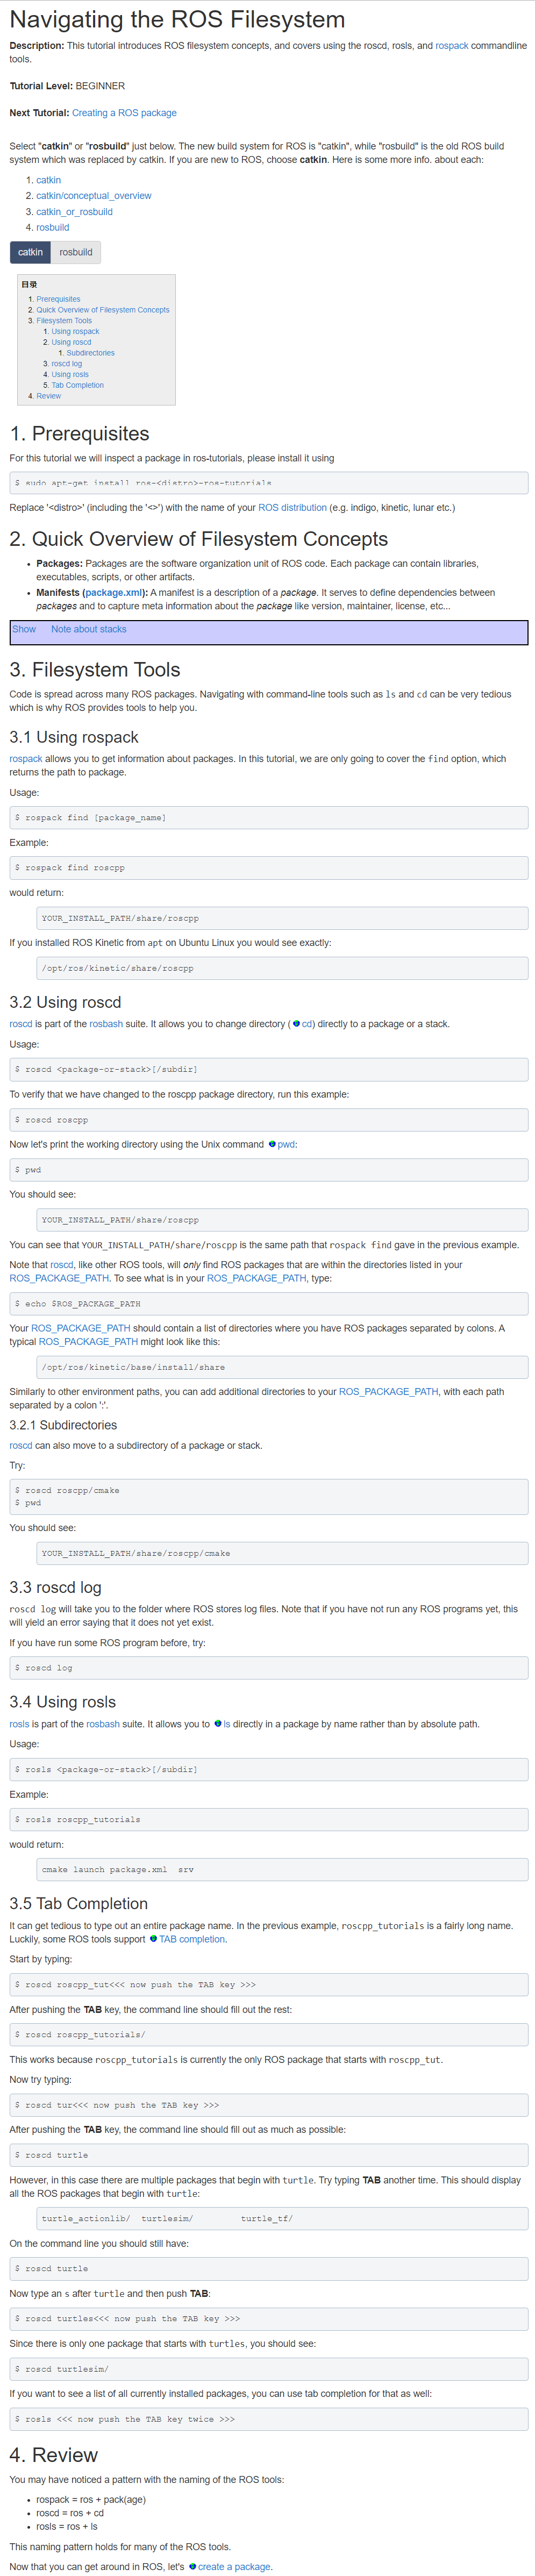 Navigating the ROS Filesystem
Description: This tutorial introduces ROS filesystem concepts, and covers using the roscd, rosls, and rospack commandline
tools.
Tutorial Level: BEGINNER
Next Tutorial: Creating a ROS package
Select "catkin" or "rosbuild" just below. The new build system for ROS is "catkin", while "rosbuild" is the old ROS build
system which was replaced by catkin. If you are new to ROS, choose catkin. Here is some more info. about each:
1. catkin
2. catkin/conceptual_overview
3. catkin_or_rosbuild
4. rosbuild
catkin rosbuild
目录
1. Prerequisites
2. Quick Overview of Filesystem Concepts
3. Filesystem Tools
1. Using rospack
2. Using roscd
1. Subdirectories
3. roscd log
4. Using rosls
5. Tab Completion
4. Review
1. Prerequisites
For this tutorial we will inspect a package in ros-tutorials, please install it using
$ sudo apt-get install ros-<distro>-ros-tutorials
Replace '<distro>' (including the '<>') with the name of your ROS distribution (e.g. indigo, kinetic, lunar etc.)
2. Quick Overview of Filesystem Concepts
• Packages: Packages are the software organization unit of ROS code. Each package can contain libraries,
executables, scripts, or other artifacts.
• Manifests (package.xml): A manifest is a description of a package. It serves to define dependencies between
packages and to capture meta information about the package like version, maintainer, license, etc...
Show Note about stacks
3. Filesystem Tools
Code is spread across many ROS packages. Navigating with command-line tools such as ls and cd can be very tedious
which is why ROS provides tools to help you.
3.1 Using rospack
rospack allows you to get information about packages. In this tutorial, we are only going to cover the find option, which
returns the path to package.
Usage:
$ rospack find [package_name]
Example:
$ rospack find roscpp
would return:
YOUR_INSTALL_PATH/share/roscpp
If you installed ROS Kinetic from apt on Ubuntu Linux you would see exactly:
/opt/ros/kinetic/share/roscpp
3.2 Using roscd
roscd is part of the rosbash suite. It allows you to change directory (cd) directly to a package or a stack.
Usage:
$ roscd <package-or-stack>[/subdir]
To verify that we have changed to the roscpp package directory, run this example:
$ roscd roscpp
Now let's print the working directory using the Unix command pwd:
$ pwd
You should see:
YOUR_INSTALL_PATH/share/roscpp
You can see that YOUR_INSTALL_PATH/share/roscpp is the same path that rospack find gave in the previous example.
Note that roscd, like other ROS tools, will only find ROS packages that are within the directories listed in your
ROS_PACKAGE_PATH. To see what is in your ROS_PACKAGE_PATH, type:
$ echo $ROS_PACKAGE_PATH
Your ROS_PACKAGE_PATH should contain a list of directories where you have ROS packages separated by colons. A
typical ROS_PACKAGE_PATH might look like this:
/opt/ros/kinetic/base/install/share
Similarly to other environment paths, you can add additional directories to your ROS_PACKAGE_PATH, with each path
separated by a colon ':'.
3.2.1 Subdirectories
roscd can also move to a subdirectory of a package or stack.
Try:
$ roscd roscpp/cmake
$ pwd
You should see:
YOUR_INSTALL_PATH/share/roscpp/cmake
3.3 roscd log
roscd log will take you to the folder where ROS stores log files. Note that if you have not run any ROS programs yet, this
will yield an error saying that it does not yet exist.
If you have run some ROS program before, try:
$ roscd log
3.4 Using rosls
rosls is part of the rosbash suite. It allows you to ls directly in a package by name rather than by absolute path.
Usage:
$ rosls <package-or-stack>[/subdir]
Example:
$ rosls roscpp_tutorials
would return:
cmake launch package.xml  srv
3.5 Tab Completion
It can get tedious to type out an entire package name. In the previous example, roscpp_tutorials is a fairly long name.
Luckily, some ROS tools support TAB completion.
Start by typing:
$ roscd roscpp_tut<<< now push the TAB key >>>
After pushing the TAB key, the command line should fill out the rest:
$ roscd roscpp_tutorials/
This works because roscpp_tutorials is currently the only ROS package that starts with roscpp_tut.
Now try typing:
$ roscd tur<<< now push the TAB key >>>
After pushing the TAB key, the command line should fill out as much as possible:
$ roscd turtle
However, in this case there are multiple packages that begin with turtle. Try typing TAB another time. This should display
all the ROS packages that begin with turtle:
turtle_actionlib/  turtlesim/         turtle_tf/
On the command line you should still have:
$ roscd turtle
Now type an s after turtle and then push TAB:
$ roscd turtles<<< now push the TAB key >>>
Since there is only one package that starts with turtles, you should see:
$ roscd turtlesim/
If you want to see a list of all currently installed packages, you can use tab completion for that as well:
$ rosls <<< now push the TAB key twice >>>
4. Review
You may have noticed a pattern with the naming of the ROS tools:
• rospack = ros + pack(age)
• roscd = ros + cd
• rosls = ros + ls
This naming pattern holds for many of the ROS tools.
Now that you can get around in ROS, let's create a package.